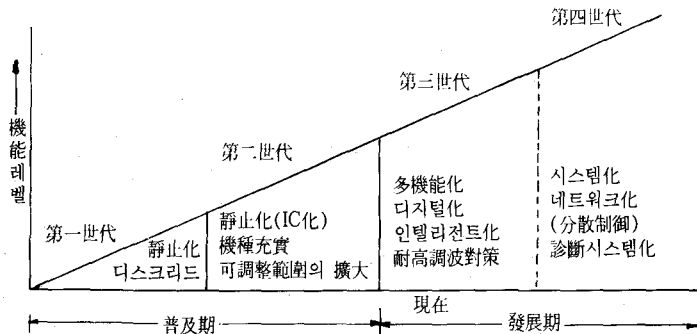 第四世代
第三世代
第二世代
第一世代
機能レ벨
靜止化
디스크리드
靜止化(IC化)
機種充實
可調整範圍의 擴大
多機能化
디지털化
인텔리전트化
耐高調波對策
시스템化
네트워크化
(分散制御)
診斷시스템化
現在
普及期
發展期